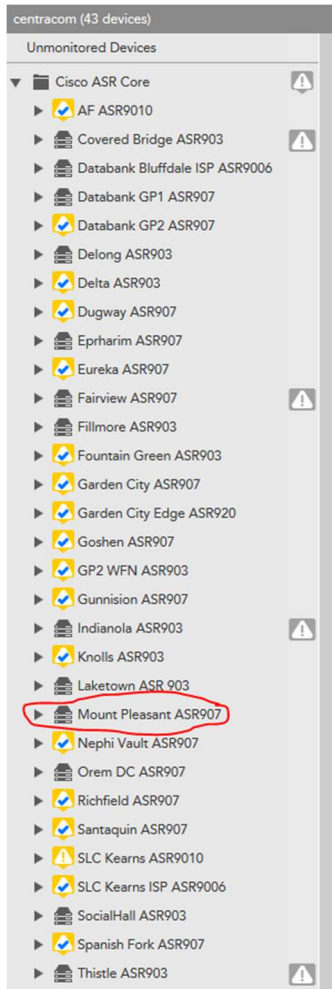 centracom (43 devices)
Unmonitored Devices
Cisco ASR Core
AF ASR9010
Covered Bridge ASR903
Databank Bluffdale ISP ASR9006
Databank GP1 ASR907
Databank GP2 ASR907
Delong ASR903
Delta ASR903
Dugway ASR907
Eprharim ASR907
Eureka ASR907
Fairview ASR907
Fillmore ASR903
Fountain Green ASR903
Garden City ASR907
Garden City Edge ASR920
Goshen ASR907
GP2 WFN ASR903
Gunnision ASR907
Indianola ASR903
Knolls ASR903
Laketown ASR 903
Mount Pleasant ASR907
Nephi Vault ASR907
Orem DC ASR907
Richfield ASR907
Santaquin ASR907
SLC Kearns ASR9010
SLC Kearns ISP ASR9006
SocialHall ASR903
Spanish Fork ASR907
Thistle ASR903